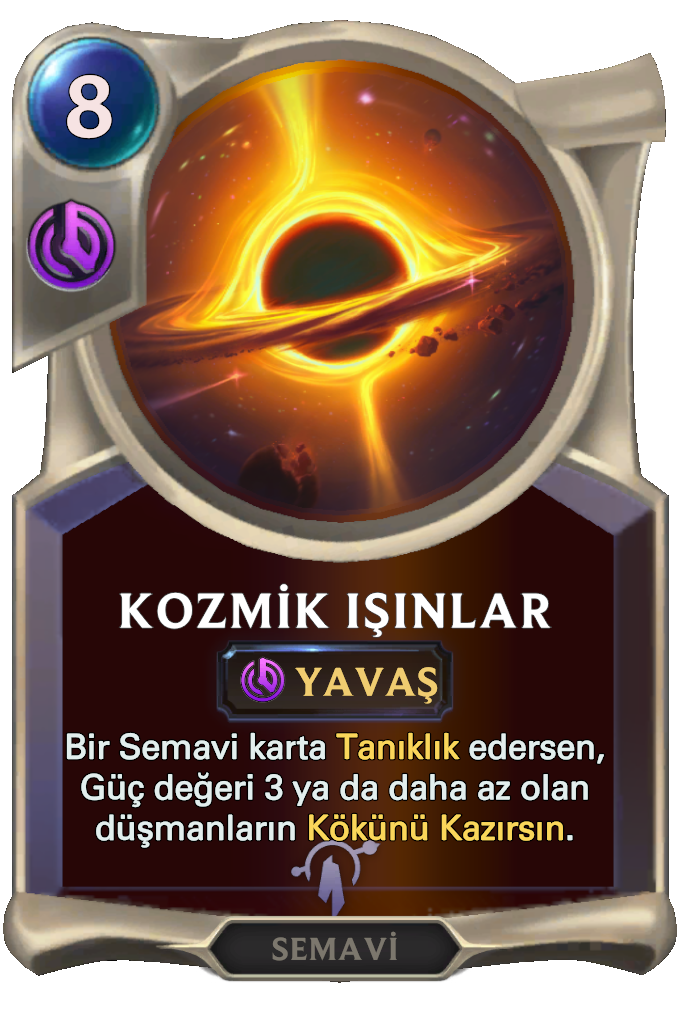 8
KOZMİK IŞINLAR
YAVAŞ
Bir Semavi karta Tanıklık edersen,
Güç değeri 3 ya da daha az olan
düşmanların Kökünü Kazırsın.
SEMAVİ